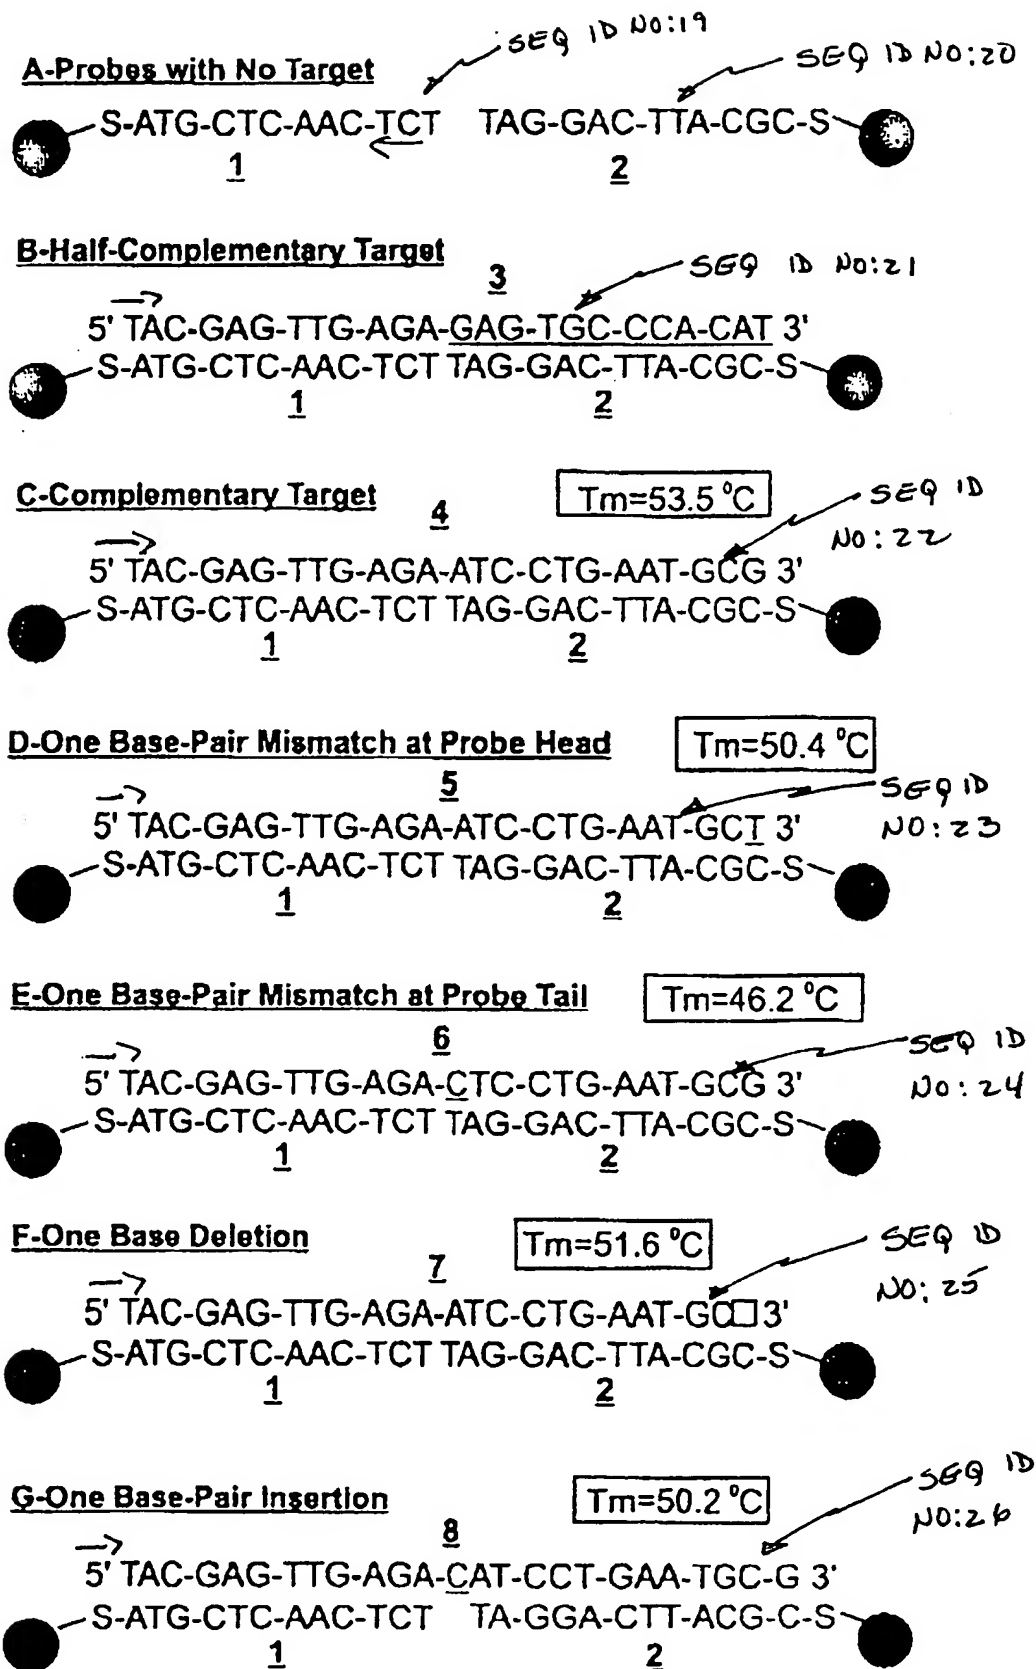 SEQ ID NO:19
A-Probes with No Target
SEQ ID NO:20
S-ATG-CTC-AAC-TCT TAG-GAC-TTA-CGC-S
1 2
B-Half-Complementary Target
3
SEQ ID NO:21
5' TAC-GAG-TTG-AGA-GAG-TGC-CCA-CAT 3'
S-ATG-CTC-AAC-TCT TAG-GAC-TTA-CGC-S
1 2
C-Complementary Target
4
Tm=53.5 °C
SEQ ID
NO:22
5' TAC-GAG-TTG-AGA-ATC-CTG-AAT-GCG 3'
S-ATG-CTC-AAC-TCT TAG-GAC-TTA-CGC-S
1 2
D-One Base-Pair Mismatch at Probe Head
Tm=50.4 °C
5
SEQ ID
NO:23
5' TAC-GAG-TTG-AGA-ATC-CTG-AAT-GCT 3'
S-ATG-CTC-AAC-TCT TAG-GAC-TTA-CGC-S
1 2
E-One Base-Pair Mismatch at Probe Tail
Tm=46.2 °C
6
SEQ ID
NO:24
5' TAC-GAG-TTG-AGA-CTC-CTG-AAT-GCG 3'
S-ATG-CTC-AAC-TCT TAG-GAC-TTA-CGC-S
1 2
F-One Base Deletion
Tm=51.6 °C
7
SEQ ID
NO:25
5' TAC-GAG-TTG-AGA-ATC-CTG-AAT-GC□ 3'
S-ATG-CTC-AAC-TCT TAG-GAC-TTA-CGC-S
1 2
G-One Base-Pair Insertion
Tm=50.2 °C
8
SEQ ID
NO:26
5' TAC-GAG-TTG-AGA-CAT-CCT-GAA-TGC-G 3'
S-ATG-CTC-AAC-TCT TA-GGA-CTT-ACG-C-S
1 2